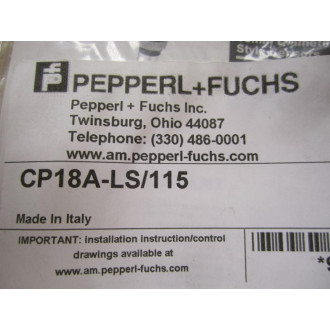 PEPPERL+FUCHS
Pepperl + Fuchs Inc.
Twinsburg, Ohio 44087
Telephone: (330) 486-0001
www.am.pepperl-fuchs.com
CP18A-LS/115
Made In Italy
IMPORTANT: installation instruction/control
drawings available at
www.am.pepperl-fuchs.com